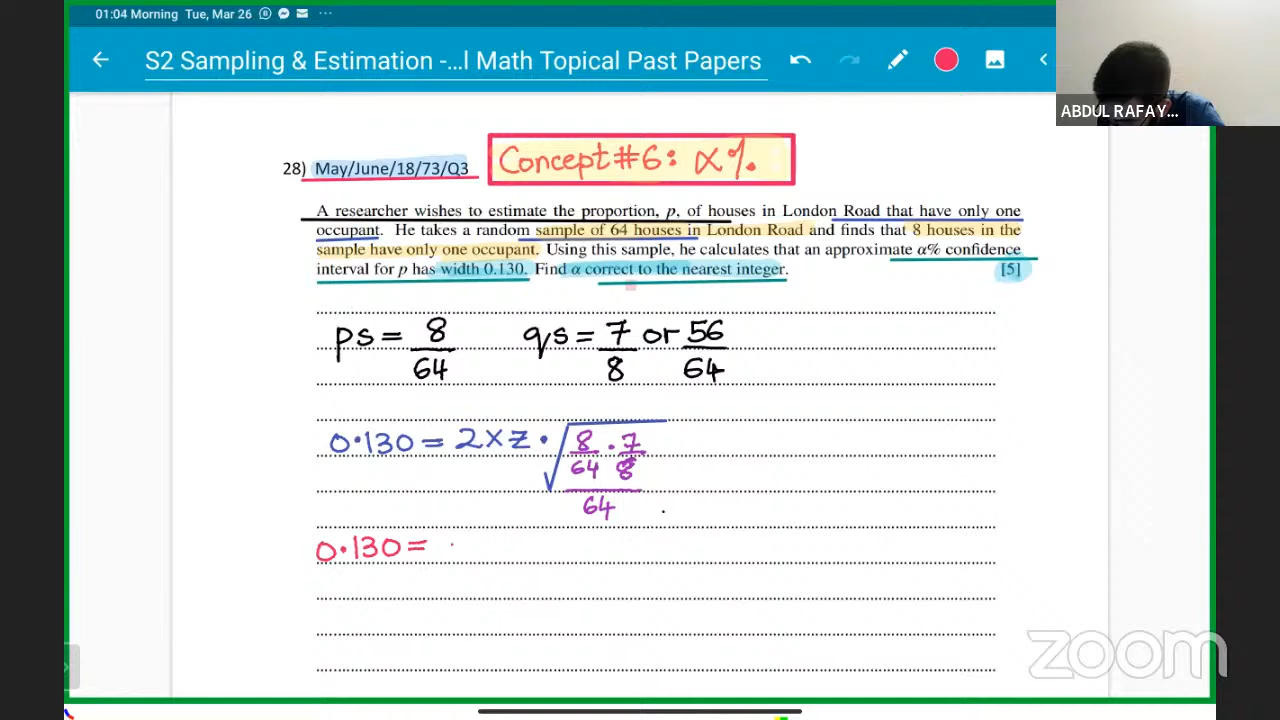 01:04 Morning Tue, Mar 26 ...
S2 Sampling & Estimation -...l Math Topical Past Papers
ABDUL RAFAY...
28) May/June/18/73/Q3
Concept#6: α%.
A researcher wishes to estimate the proportion, p, of houses in London Road that have only one
occupant. He takes a random sample of 64 houses in London Road and finds that 8 houses in the
sample have only one occupant. Using this sample, he calculates that an approximate α% confidence
interval for p has width 0.130. Find α correct to the nearest integer. [5]
ps = 8/64 qs = 7/8 or 56/64
0.130 = 2 × z · √((8/64 · 7/8)/64)
0.130 =
zoom